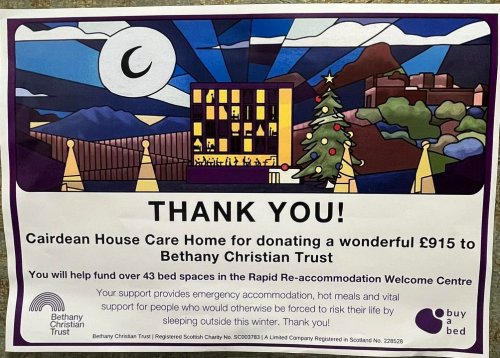 THANK YOU!
Cairdean House Care Home for donating a wonderful £915 to
Bethany Christian Trust
You will help fund over 43 bed spaces in the Rapid Re-accommodation Welcome Centre
Your support provides emergency accommodation, hot meals and vital
support for people who would otherwise be forced to risk their life by
sleeping outside this winter. Thank you!
Bethany
Christian
Trust
buy
a
bed
Bethany Christian Trust | Registered Scottish Charity No. SC003783 | A Limited Company Registered in Scotland No. 228528